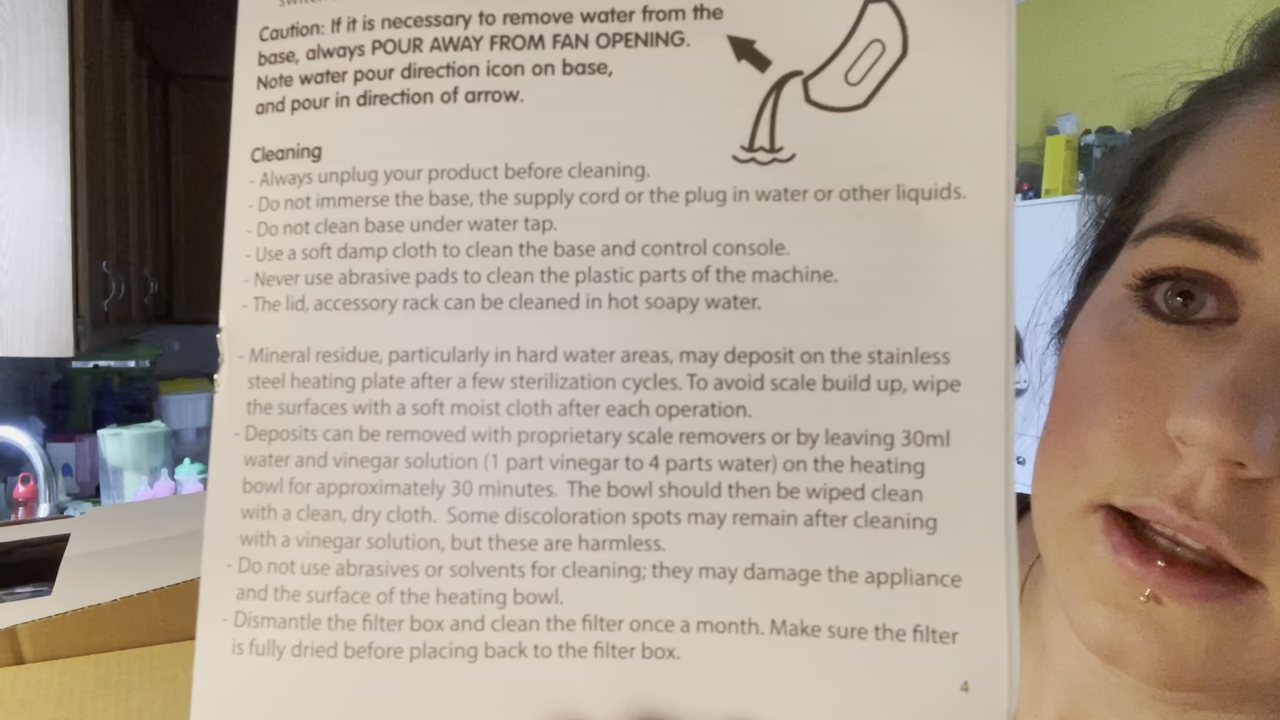 Caution: If it is necessary to remove water from the
base, always POUR AWAY FROM FAN OPENING.
Note water pour direction icon on base,
and pour in direction of arrow.
Cleaning
- Always unplug your product before cleaning.
- Do not immerse the base, the supply cord or the plug in water or other liquids.
- Do not clean base under water tap.
- Use a soft damp cloth to clean the base and control console.
- Never use abrasive pads to clean the plastic parts of the machine.
- The lid, accessory rack can be cleaned in hot soapy water.
- Mineral residue, particularly in hard water areas, may deposit on the stainless
steel heating plate after a few sterilization cycles. To avoid scale build up, wipe
the surfaces with a soft moist cloth after each operation.
- Deposits can be removed with proprietary scale removers or by leaving 30ml
water and vinegar solution (1 part vinegar to 4 parts water) on the heating
bowl for approximately 30 minutes. The bowl should then be wiped clean
with a clean, dry cloth. Some discoloration spots may remain after cleaning
with a vinegar solution, but these are harmless.
- Do not use abrasives or solvents for cleaning; they may damage the appliance
and the surface of the heating bowl.
- Dismantle the filter box and clean the filter once a month. Make sure the filter
is fully dried before placing back to the filter box.
4